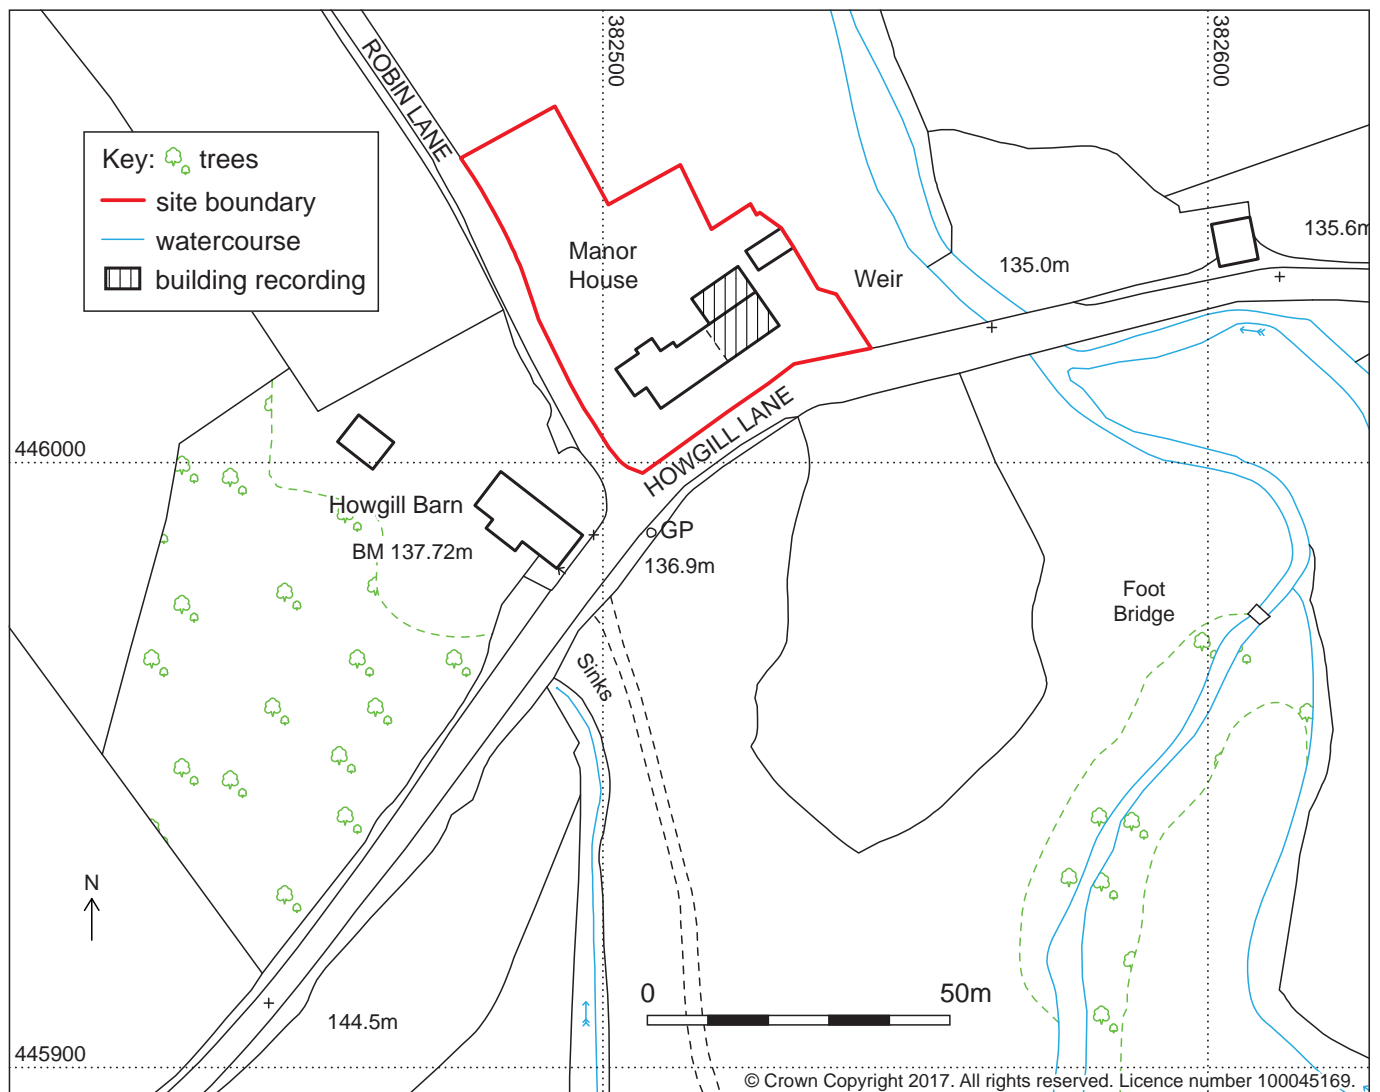 382500
382600
ROBIN LANE
Key: trees
site boundary
watercourse
building recording
Manor
House
Weir
135.0m
135.6m
HOWGILL LANE
446000
Howgill Barn
BM 137.72m
GP
136.9m
Foot
Bridge
Sinks
N
0 50m
144.5m
445900
© Crown Copyright 2017. All rights reserved. Licence number 100045169.